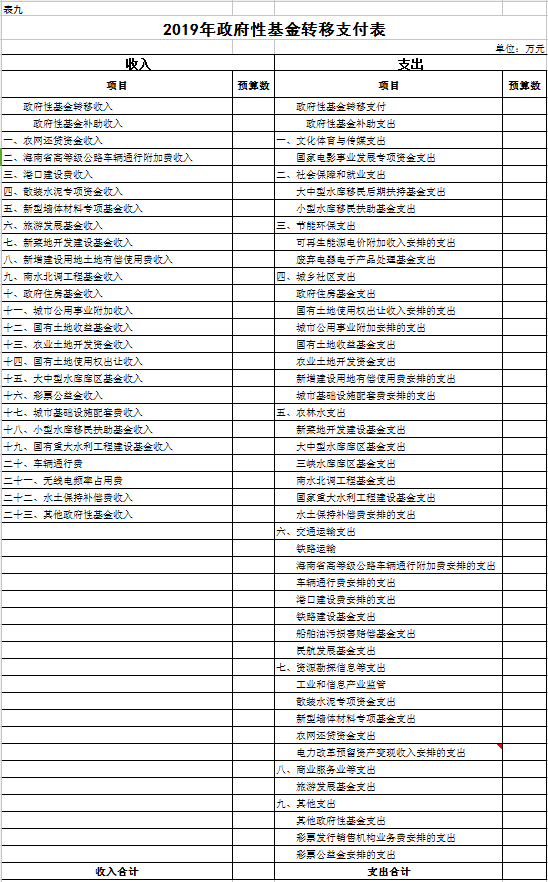 表九
2019年政府性基金转移支付表
单位：万元
收入 支出
项目 预算数 项目 预算数
政府性基金转移收入 政府性基金转移支付
政府性基金补助收入 政府性基金补助支出
一、农网还贷资金收入 一、文化体育与传媒支出
二、海南省高等级公路车辆通行附加费收入 国家电影事业发展专项资金支出
三、港口建设费收入 二、社会保障和就业支出
四、散装水泥专项资金收入 大中型水库移民后期扶持基金支出
五、新型墙体材料专项基金收入 小型水库移民扶助基金支出
六、旅游发展基金收入 三、节能环保支出
七、新菜地开发建设基金收入 可再生能源电价附加收入安排的支出
八、新增建设用地土地有偿使用费收入 废弃电器电子产品处理基金支出
九、南水北调工程基金收入 四、城乡社区支出
十、政府住房基金收入 政府住房基金支出
十一、城市公用事业附加收入 国有土地使用权出让收入安排的支出
十二、国有土地收益基金收入 城市公用事业附加安排的支出
十三、农业土地开发资金收入 国有土地收益基金支出
十四、国有土地使用权出让收入 农业土地开发资金支出
十五、大中型水库库区基金收入 新增建设用地有偿使用费安排的支出
十六、彩票公益金收入 城市基础设施配套费安排的支出
十七、城市基础设施配套费收入 五、农林水支出
十八、小型水库移民扶助基金收入 新菜地开发建设基金支出
十九、国有重大水利工程建设基金收入 大中型水库库区基金支出
二十、车辆通行费 三峡水库库区基金支出
二十一、无线电频率占用费 南水北调工程基金支出
二十二、水土保持补偿费收入 国家重大水利工程建设基金支出
二十三、其他政府性基金收入 水土保持补偿费安排的支出
六、交通运输支出
铁路运输
海南省高等级公路车辆通行附加费安排的支出
车辆通行费安排的支出
港口建设费安排的支出
铁路建设基金支出
船舶油污损害赔偿基金支出
民航发展基金支出
七、资源勘探信息等支出
工业和信息产业监管
散装水泥专项资金支出
新型墙体材料专项基金支出
农网还贷资金支出
电力改革预留资产变现收入安排的支出
八、商业服务业等支出
旅游发展基金支出
九、其他支出
其他政府性基金支出
彩票发行销售机构业务费安排的支出
彩票公益金安排的支出
收入合计 支出合计